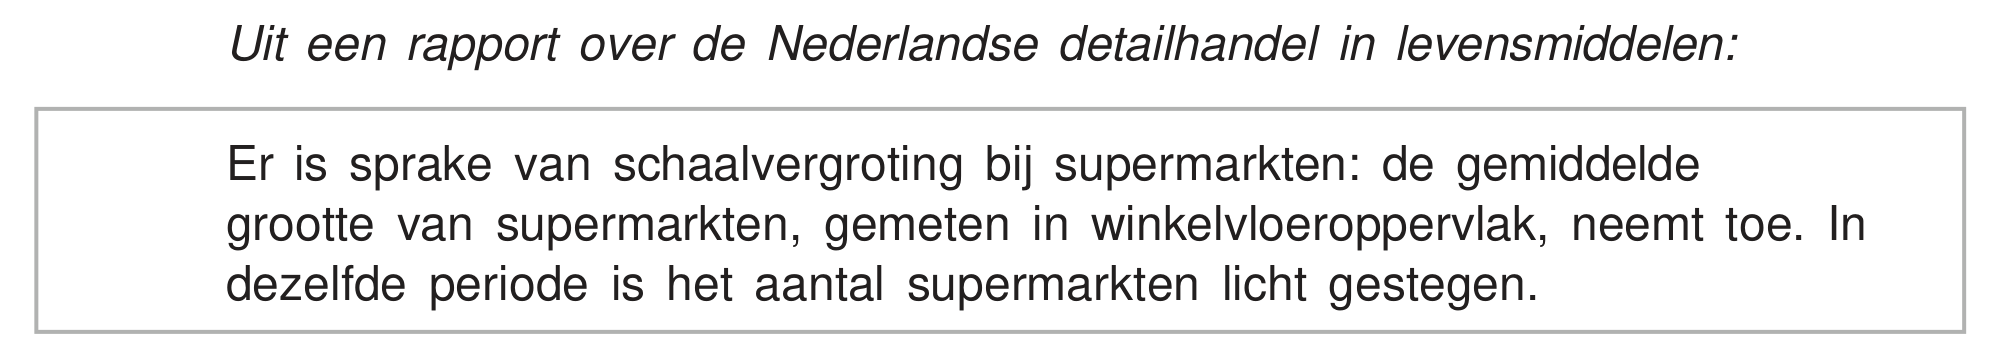 Uit een rapport over de Nederlandse detailhandel in levensmiddelen:
Er is sprake van schaalvergroting bij supermarkten: de gemiddelde
grootte van supermarkten, gemeten in winkelvloeroppervlak, neemt toe. In
dezelfde periode is het aantal supermarkten licht gestegen.